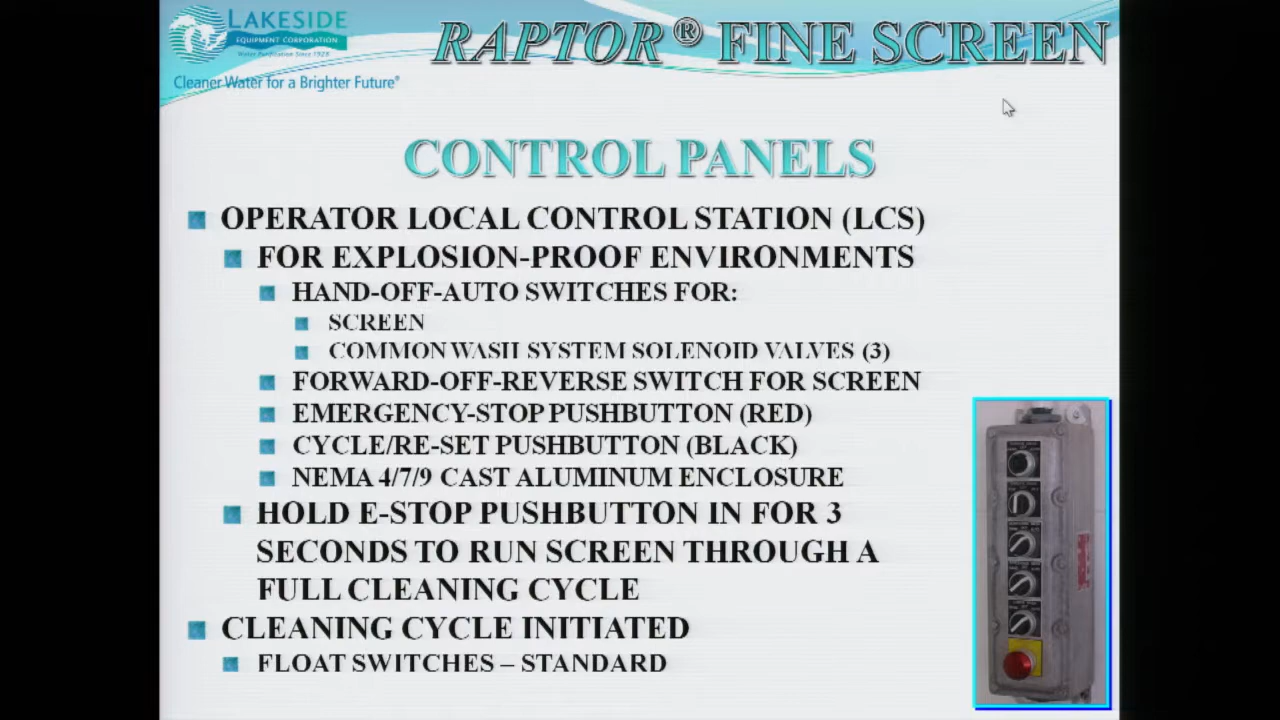 LAKESIDE
EQUIPMENT CORPORATION
Water Purification Since 1928
Cleaner Water for a Brighter Future®
RAPTOR® FINE SCREEN
CONTROL PANELS
OPERATOR LOCAL CONTROL STATION (LCS)
FOR EXPLOSION-PROOF ENVIRONMENTS
HAND-OFF-AUTO SWITCHES FOR:
SCREEN
COMMON WASH SYSTEM SOLENOID VALVES (3)
FORWARD-OFF-REVERSE SWITCH FOR SCREEN
EMERGENCY-STOP PUSHBUTTON (RED)
CYCLE/RE-SET PUSHBUTTON (BLACK)
NEMA 4/7/9 CAST ALUMINUM ENCLOSURE
HOLD E-STOP PUSHBUTTON IN FOR 3
SECONDS TO RUN SCREEN THROUGH A
FULL CLEANING CYCLE
CLEANING CYCLE INITIATED
FLOAT SWITCHES – STANDARD